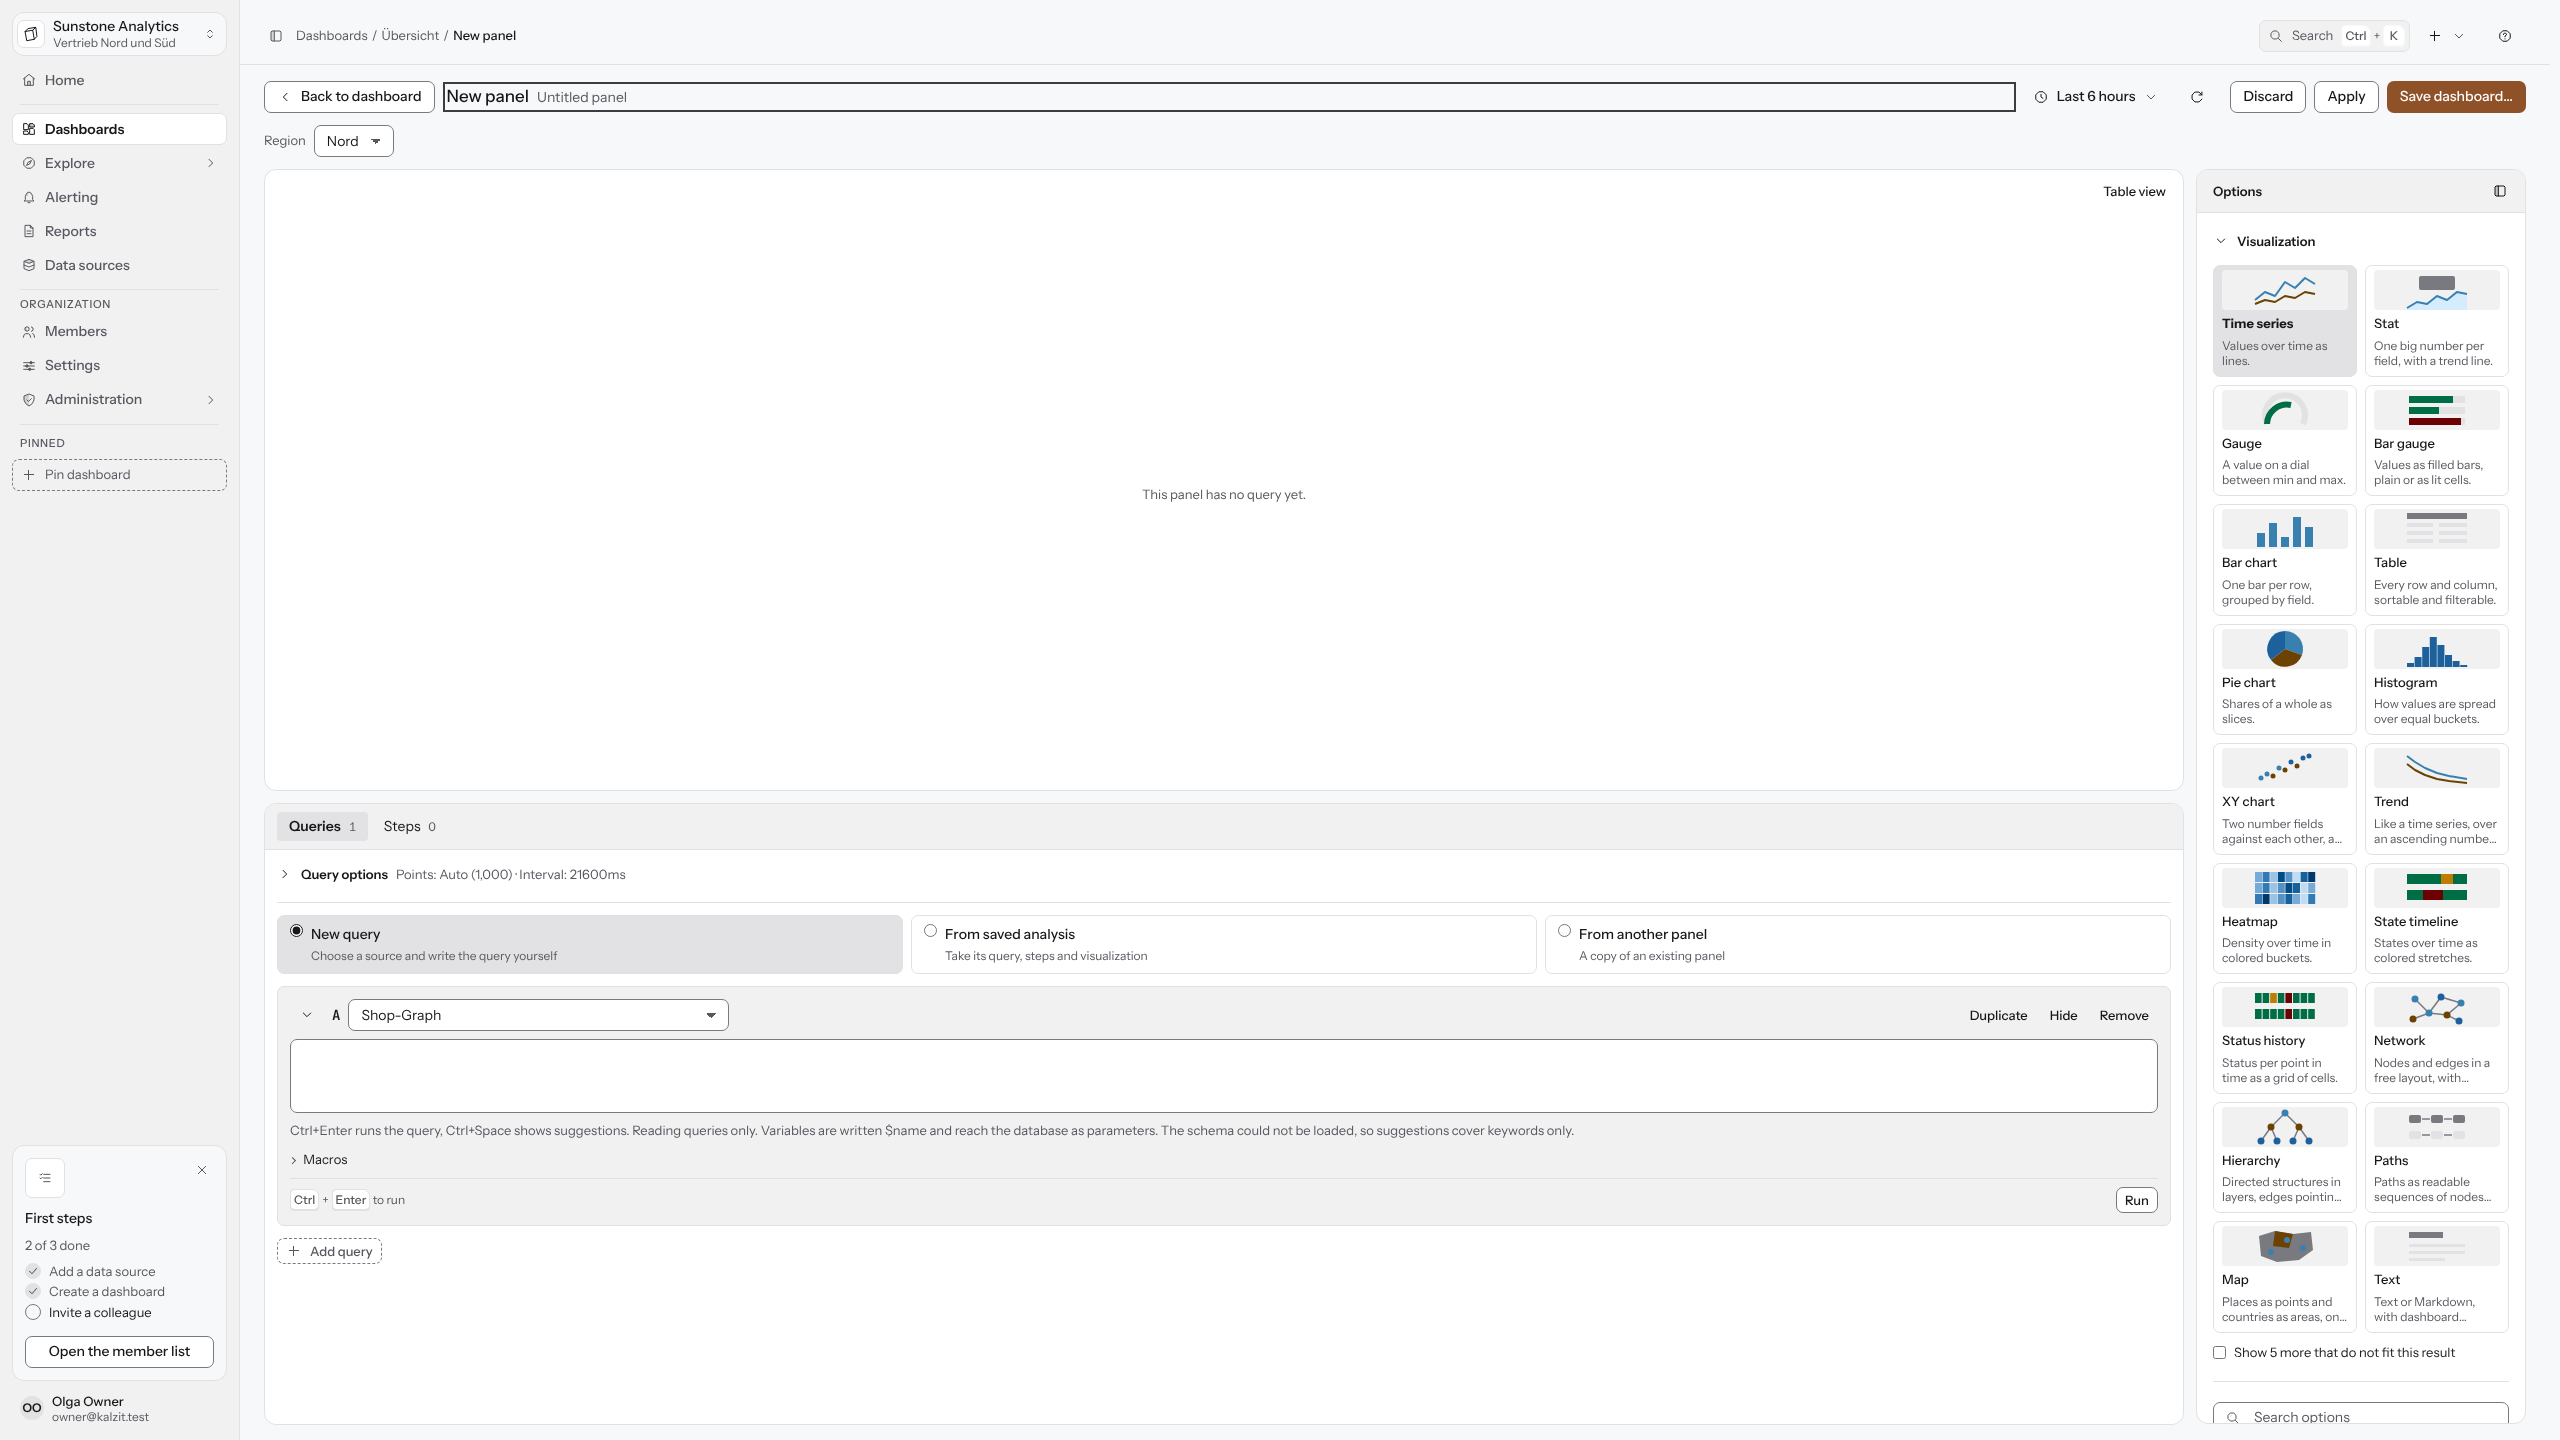 Sunstone Analytics
Vertrieb Nord und Süd
Home
Dashboards
Explore
Alerting
Reports
Data sources
ORGANIZATION
Members
Settings
Administration
PINNED
Pin dashboard
First steps
2 of 3 done
Add a data source
Create a dashboard
Invite a colleague
Open the member list
OO
Olga Owner
owner@kalzit.test
Dashboards / Übersicht / New panel
Search Ctrl + K
Back to dashboard
New panel Untitled panel
Last 6 hours
Discard
Apply
Save dashboard…
Region
Nord
Table view
This panel has no query yet.
Queries 1
Steps 0
Query options Points: Auto (1,000) · Interval: 21600ms
New query
Choose a source and write the query yourself
From saved analysis
Take its query, steps and visualization
From another panel
A copy of an existing panel
A
Shop-Graph
Duplicate
Hide
Remove
Ctrl+Enter runs the query, Ctrl+Space shows suggestions. Reading queries only. Variables are written $name and reach the database as parameters. The schema could not be loaded, so suggestions cover keywords only.
Macros
Ctrl + Enter to run
Run
Add query
Options
Visualization
Time series
Values over time as
lines.
Stat
One big number per
field, with a trend line.
Gauge
A value on a dial
between min and max.
Bar gauge
Values as filled bars,
plain or as lit cells.
Bar chart
One bar per row,
grouped by field.
Table
Every row and column,
sortable and filterable.
Pie chart
Shares of a whole as
slices.
Histogram
How values are spread
over equal buckets.
XY chart
Two number fields
against each other, a…
Trend
Like a time series, over
an ascending numbe…
Heatmap
Density over time in
colored buckets.
State timeline
States over time as
colored stretches.
Status history
Status per point in
time as a grid of cells.
Network
Nodes and edges in a
free layout, with…
Hierarchy
Directed structures in
layers, edges pointin…
Paths
Paths as readable
sequences of nodes…
Map
Places as points and
countries as areas, on…
Text
Text or Markdown,
with dashboard…
Show 5 more that do not fit this result
Search options